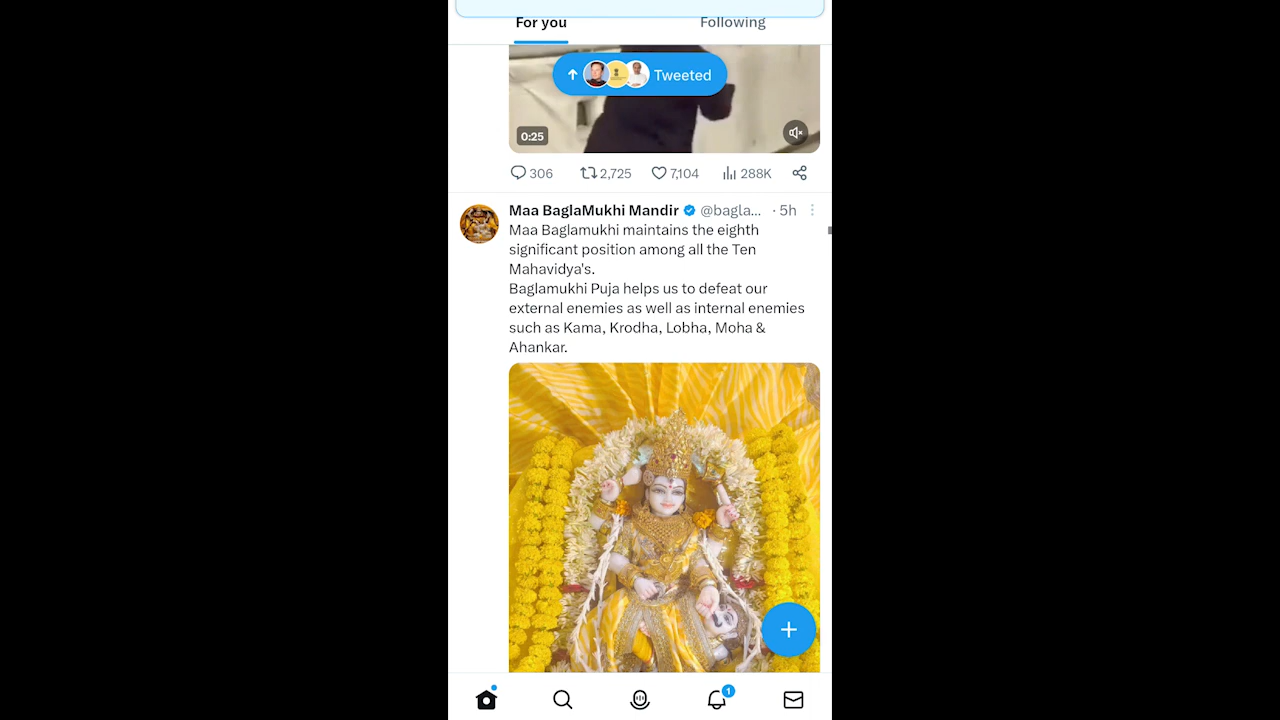 For you
Following
Tweeted
0:25
306
2,725
7,104
288K
Maa BaglaMukhi Mandir @bagla... · 5h
Maa Baglamukhi maintains the eighth
significant position among all the Ten
Mahavidya's.
Baglamukhi Puja helps us to defeat our
external enemies as well as internal enemies
such as Kama, Krodha, Lobha, Moha &
Ahankar.
1